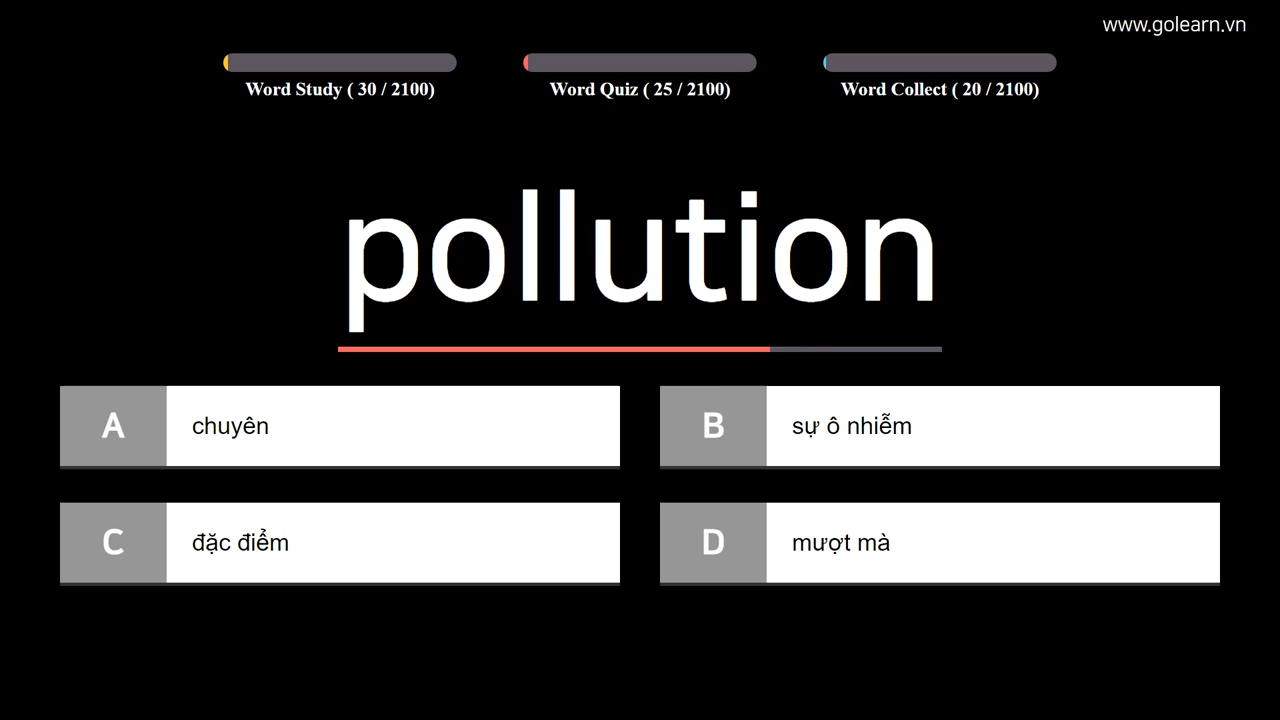 www.golearn.vn
Word Study ( 30 / 2100)
Word Quiz ( 25 / 2100)
Word Collect ( 20 / 2100)
pollution
A chuyên
B sự ô nhiễm
C đặc điểm
D mượt mà